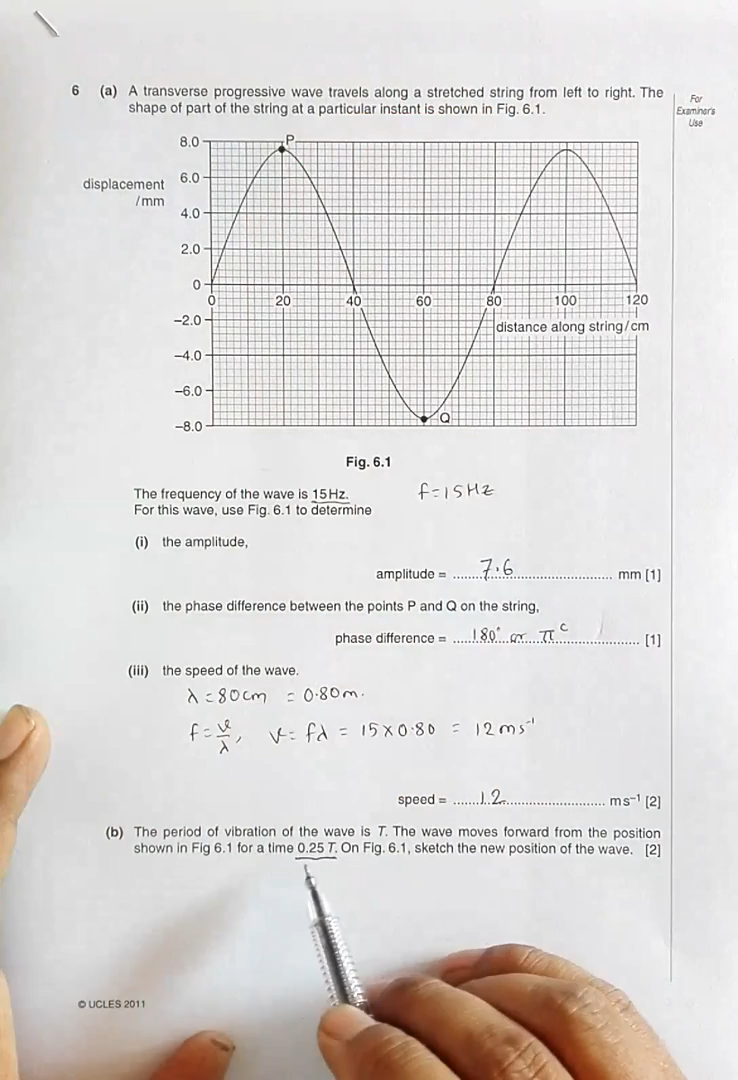 6 (a) A transverse progressive wave travels along a stretched string from left to right. The
shape of part of the string at a particular instant is shown in Fig. 6.1.
For
Examiner's
Use
8.0
P
displacement
/mm
6.0
4.0
2.0
0
0 20 40 60 80 100 120
distance along string/cm
−2.0
−4.0
−6.0
−8.0
Q
Fig. 6.1
The frequency of the wave is 15 Hz. f=15Hz
For this wave, use Fig. 6.1 to determine
(i) the amplitude,
amplitude = ........7.6........ mm [1]
(ii) the phase difference between the points P and Q on the string,
phase difference = ......180° or π^c...... [1]
(iii) the speed of the wave.
λ = 80cm = 0.80m.
f = v/λ, v = fλ = 15 × 0.80 = 12 ms⁻¹
speed = ......12...... ms⁻¹ [2]
(b) The period of vibration of the wave is T. The wave moves forward from the position
shown in Fig 6.1 for a time 0.25 T. On Fig. 6.1, sketch the new position of the wave. [2]
© UCLES 2011